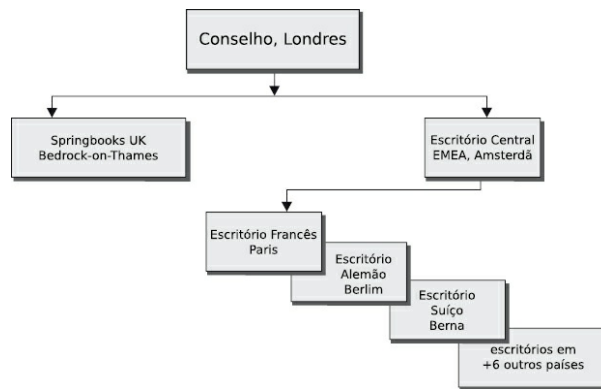 Conselho, Londres
Springbooks UK
Bedrock-on-Thames
Escritório Central
EMEA, Amsterdã
Escritório Francês
Paris
Escritório
Alemão
Berlim
Escritório
Suíço
Berna
escritórios em
+6 outros países